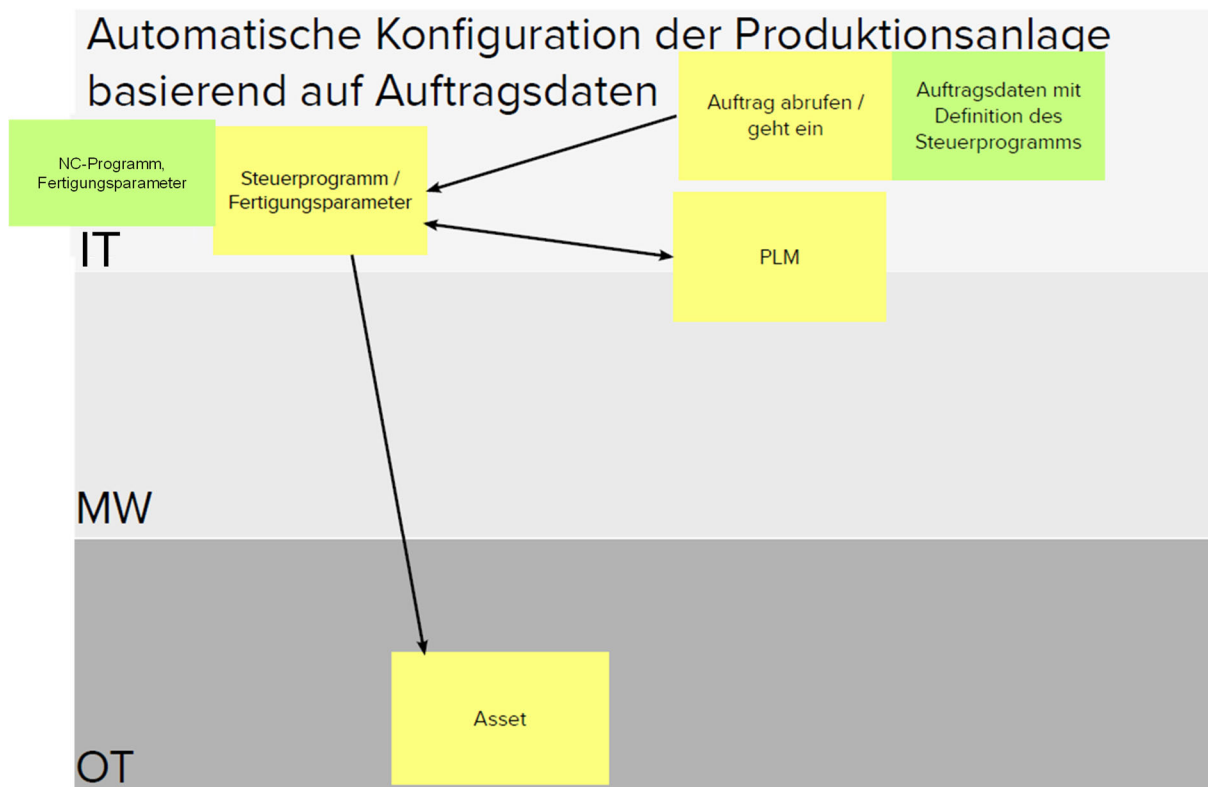 Automatische Konfiguration der Produktionsanlage
basierend auf Auftragsdaten
Auftrag abrufen /
geht ein
Auftragsdaten mit
Definition des
Steuerprogramms
NC-Programm,
Fertigungsparameter
Steuerprogramm /
Fertigungsparameter
IT
PLM
MW
Asset
OT